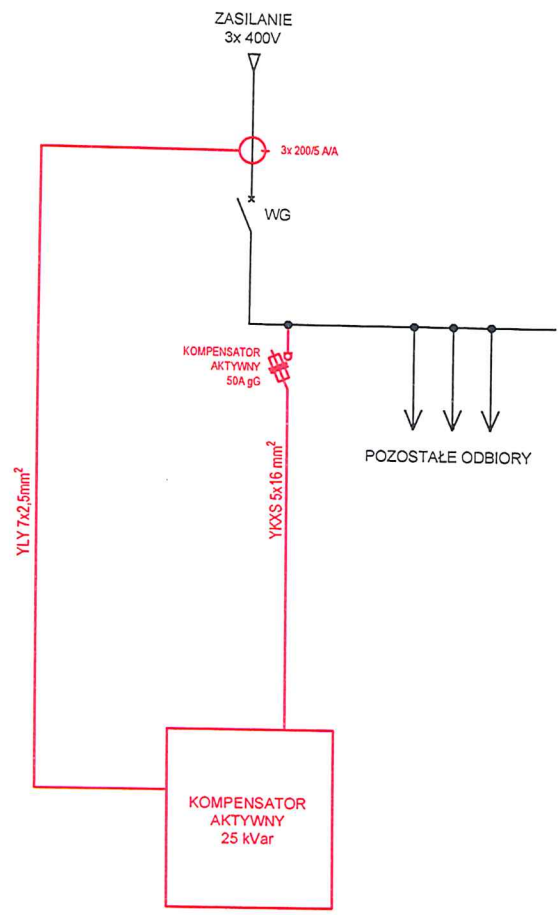 ZASILANIE
3x 400V
3x 200/5 A/A
WG
KOMPENSATOR
AKTYWNY
50A gG
POZOSTAŁE ODBIORY
YLY 7x2,5mm²
YKXS 5x16 mm²
KOMPENSATOR
AKTYWNY
25 kVar